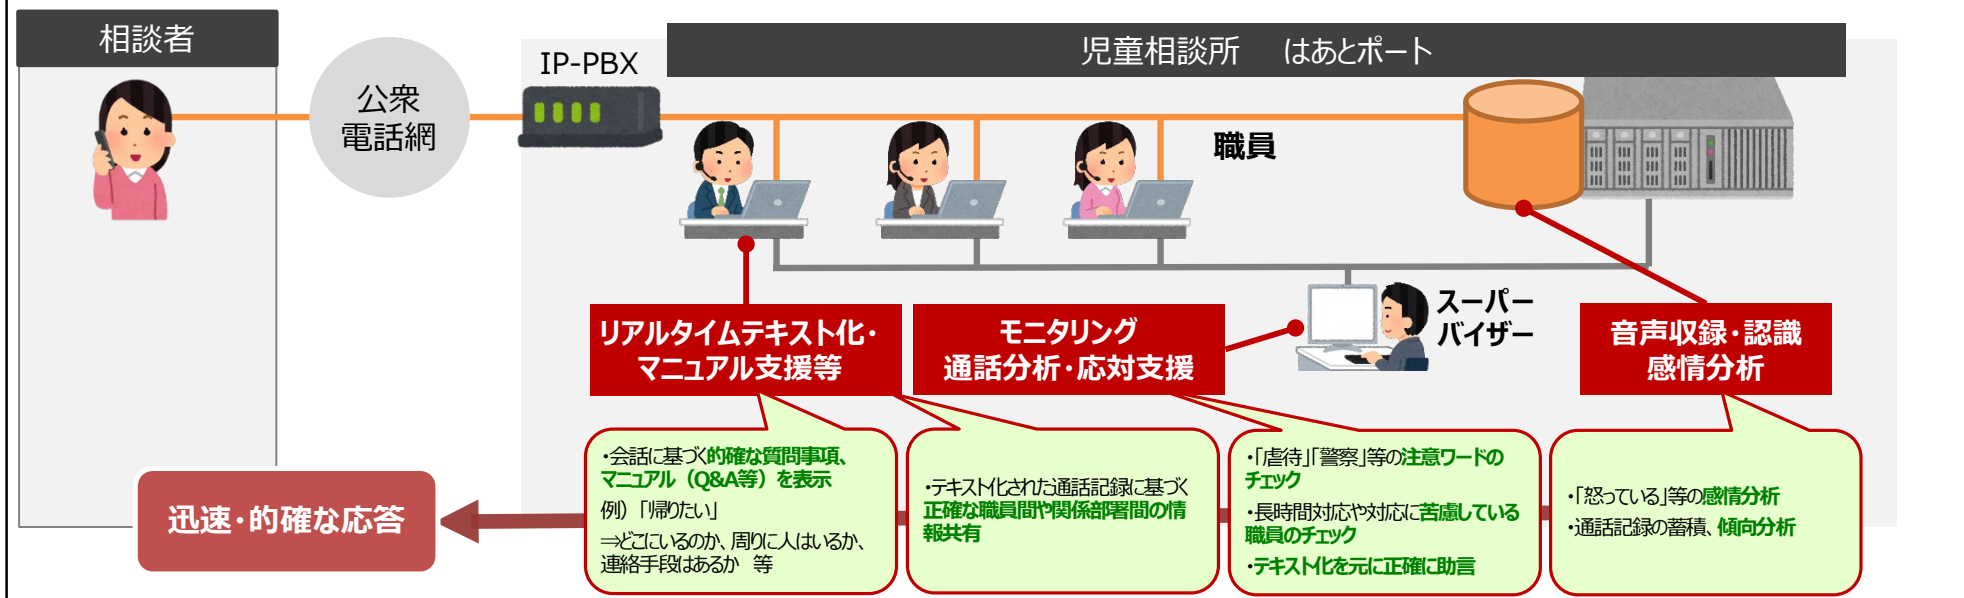 相談者
公衆
電話網
IP-PBX
児童相談所 はあとポート
職員
スーパー
バイザー
リアルタイムテキスト化・
マニュアル支援等
モニタリング
通話分析・応対支援
音声収録・認識
感情分析
・会話に基づく的確な質問事項、
マニュアル（Q&A等）を表示
例）「帰りたい」
⇒どこにいるのか、周りに人はいるか、
連絡手段はあるか 等
・テキスト化された通話記録に基づく
正確な職員間や関係部署間の情
報共有
・「虐待」「警察」等の注意ワードの
チェック
・長時間対応や対応に苦慮している
職員のチェック
・テキスト化を元に正確に助言
・「怒っている」等の感情分析
・通話記録の蓄積、傾向分析
迅速・的確な応答